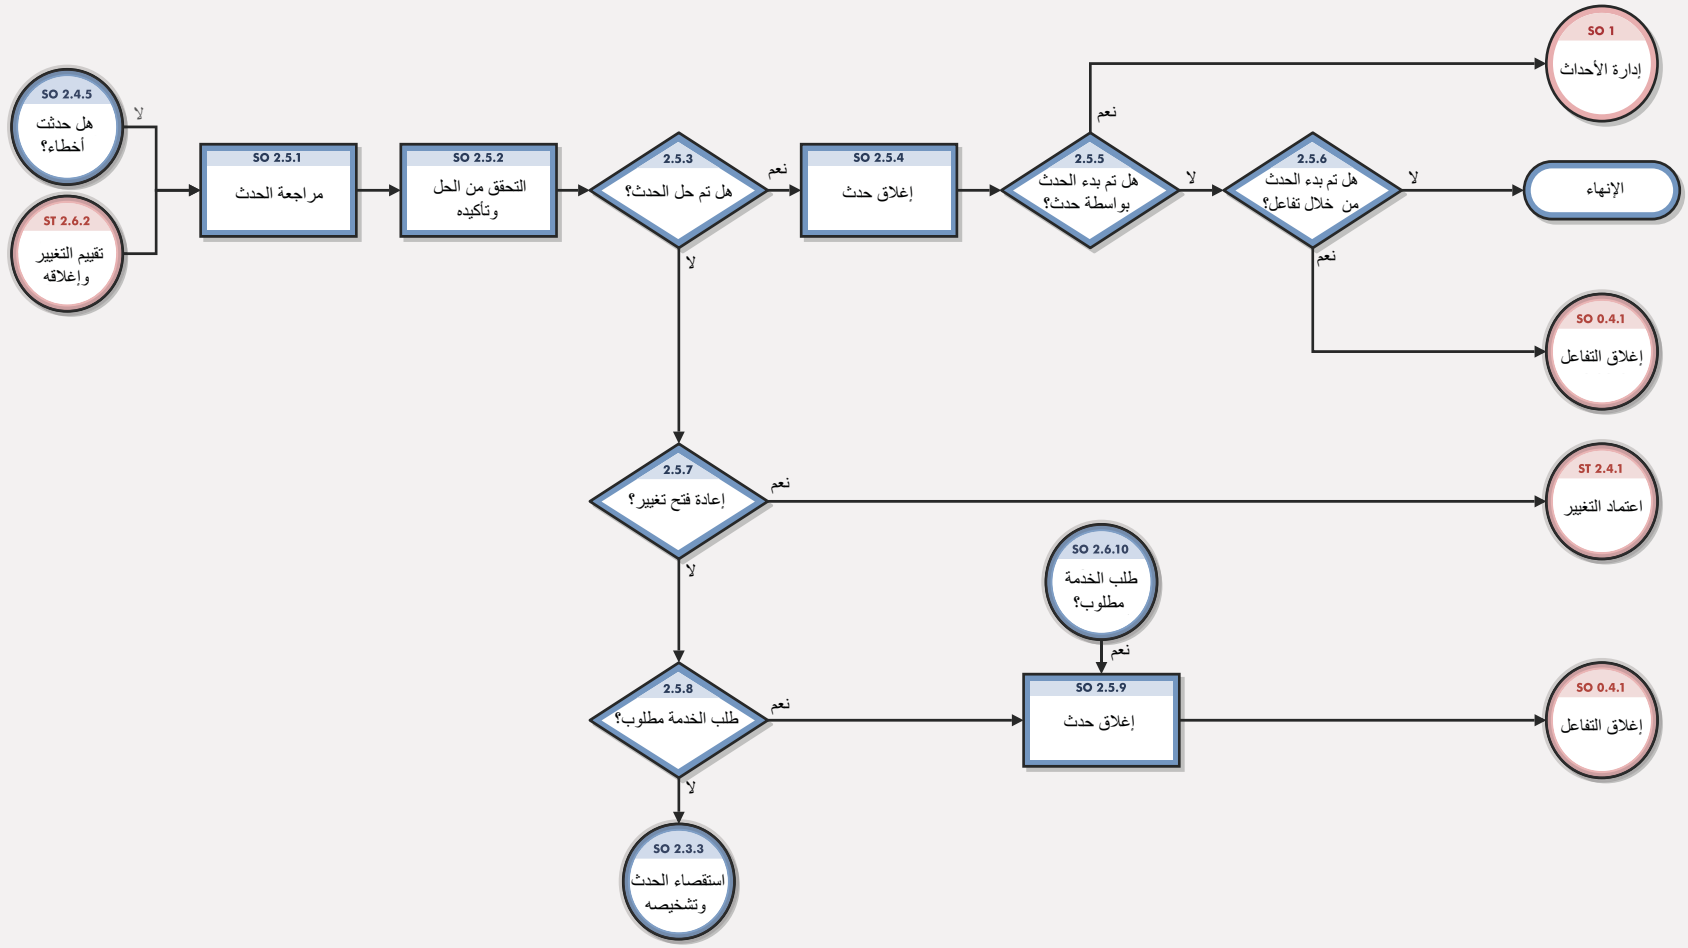 SO 2.4.5
هل حدثت
أخطاء؟
لا
ST 2.6.2
تقييم التغيير
وإغلاقه
SO 2.5.1
مراجعة الحدث
SO 2.5.2
التحقق من الحل
وتأكيده
2.5.3
هل تم حل الحدث؟
نعم
لا
SO 2.5.4
إغلاق حدث
2.5.5
هل تم بدء الحدث
بواسطة حدث؟
نعم
لا
SO 1
إدارة الأحداث
2.5.6
هل تم بدء الحدث
من خلال تفاعل؟
لا
نعم
الإنهاء
SO 0.4.1
إغلاق التفاعل
2.5.7
إعادة فتح تغيير؟
نعم
لا
ST 2.4.1
اعتماد التغيير
SO 2.6.10
طلب الخدمة
مطلوب؟
نعم
2.5.8
طلب الخدمة مطلوب؟
نعم
لا
SO 2.5.9
إغلاق حدث
SO 0.4.1
إغلاق التفاعل
SO 2.3.3
استقصاء الحدث
وتشخيصه